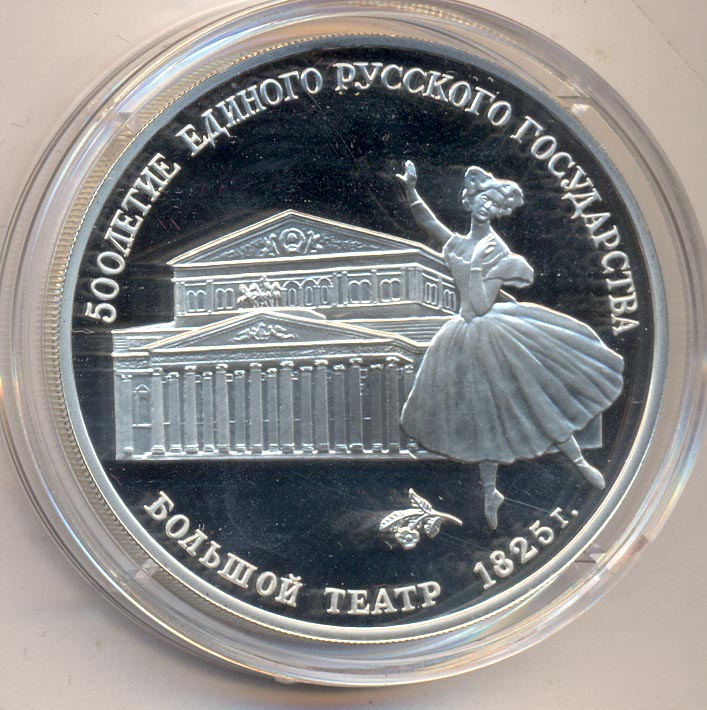 500ЛЕТИЕ ЕДИНОГО РУССКОГО ГОСУДАРСТВА
БОЛЬШОЙ ТЕАТР 1825 г.